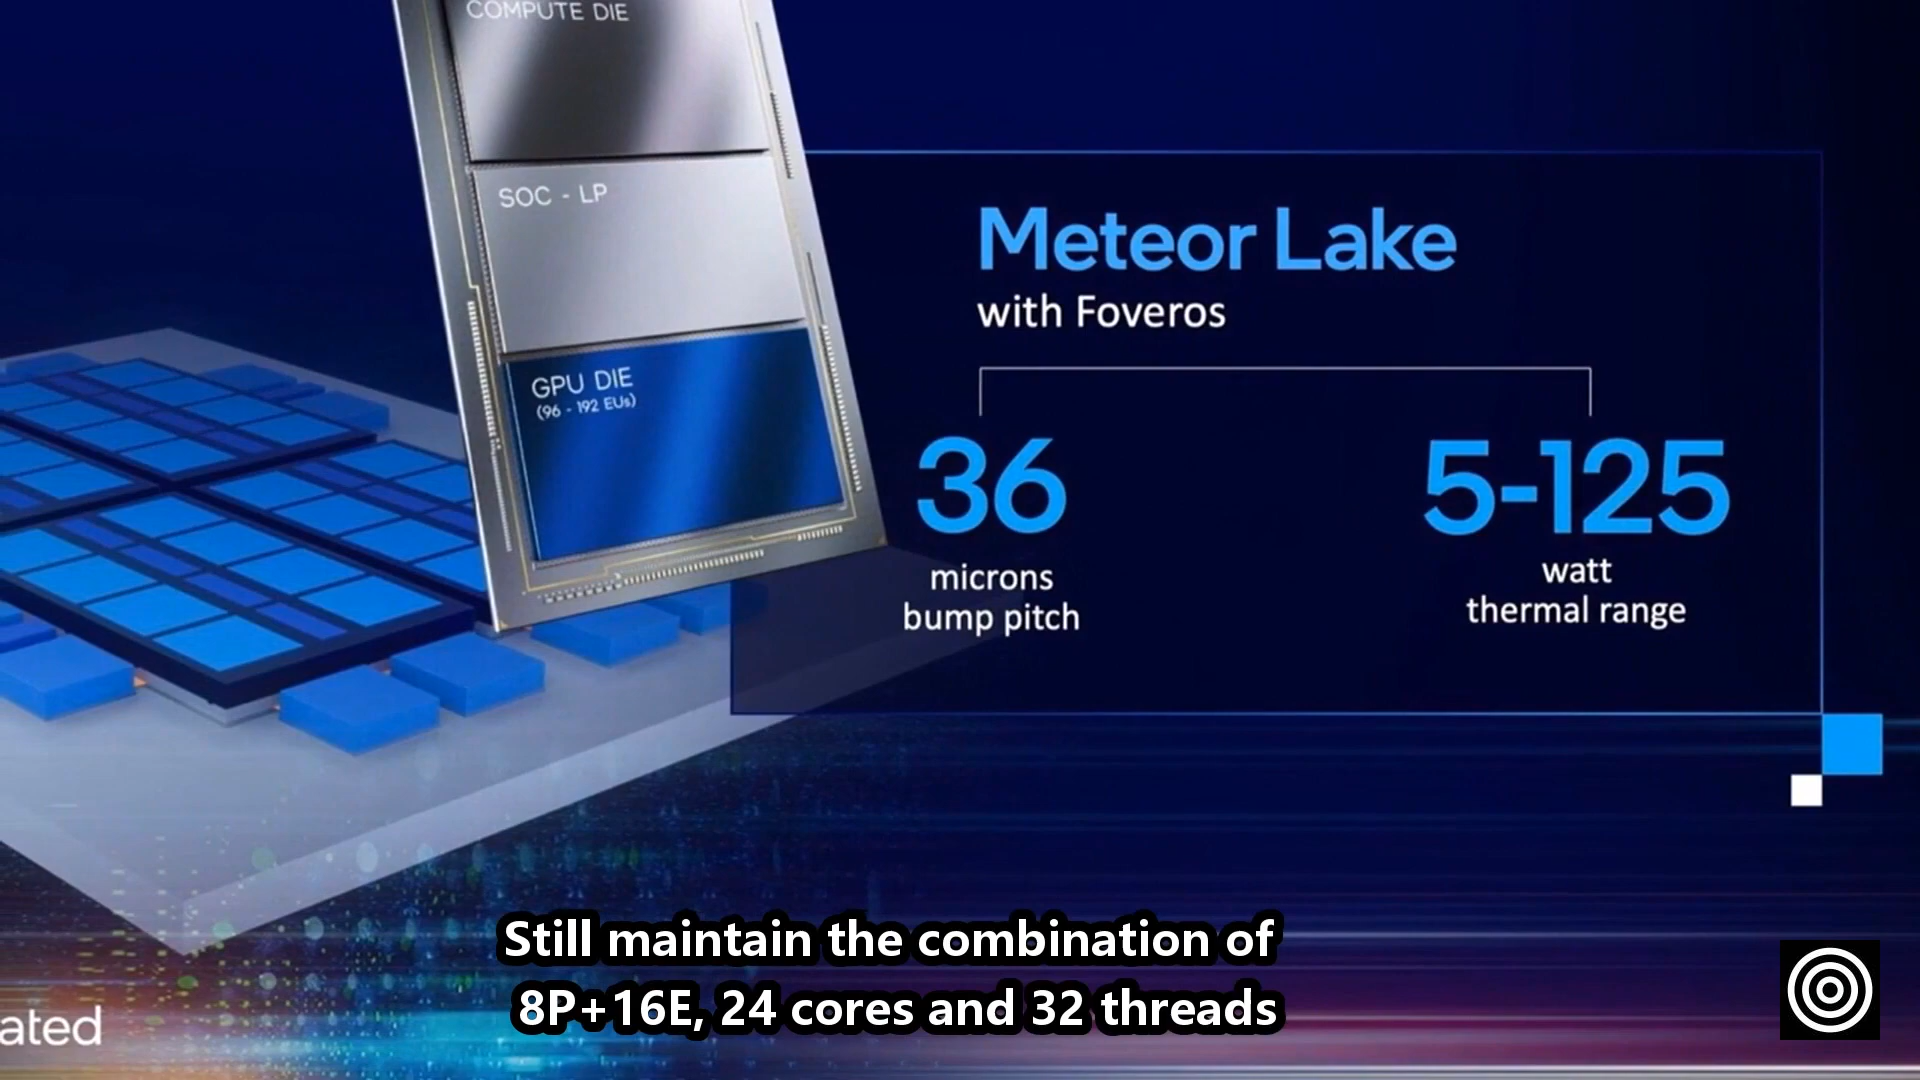 COMPUTE DIE
SOC - LP
GPU DIE
(96 - 192 EUs)
Meteor Lake
with Foveros
36
microns
bump pitch
5-125
watt
thermal range
ated
Still maintain the combination of
8P+16E, 24 cores and 32 threads